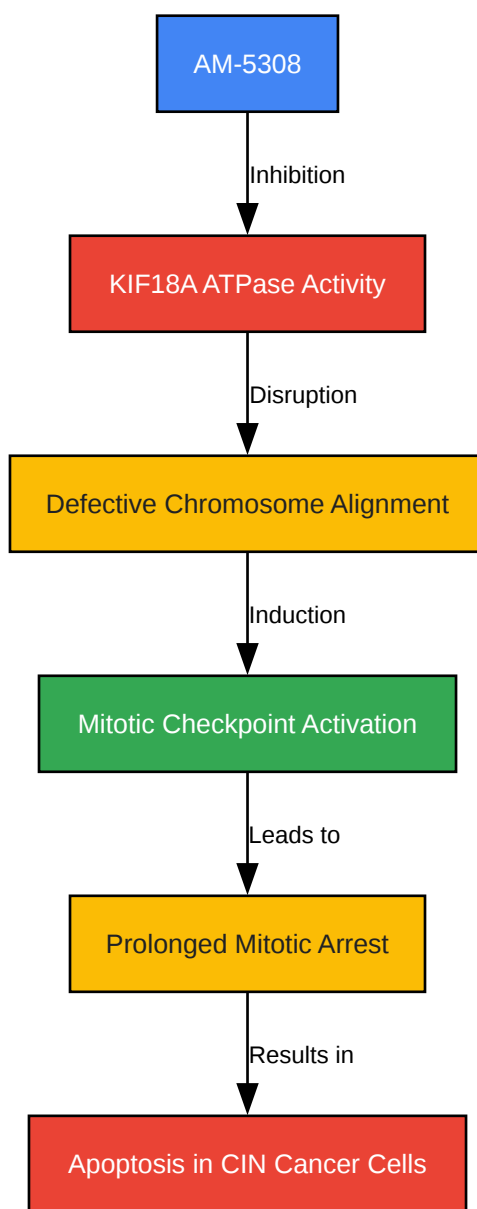 AM-5308
Inhibition
KIF18A ATPase Activity
Disruption
Defective Chromosome Alignment
Induction
Mitotic Checkpoint Activation
Leads to
Prolonged Mitotic Arrest
Results in
Apoptosis in CIN Cancer Cells